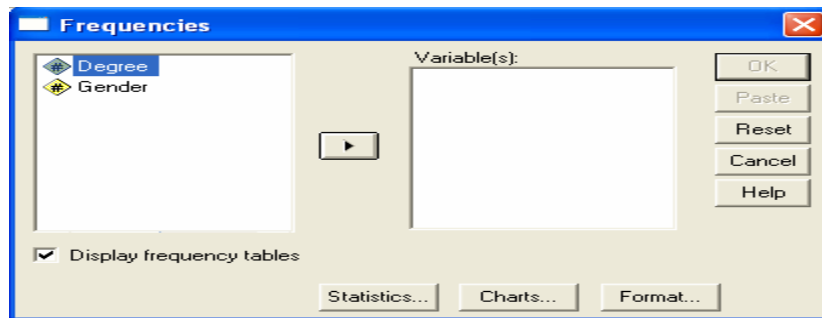 Frequencies
Degree
Gender
Variable(s):
OK
Paste
Reset
Cancel
Help
Display frequency tables
Statistics...
Charts...
Format...